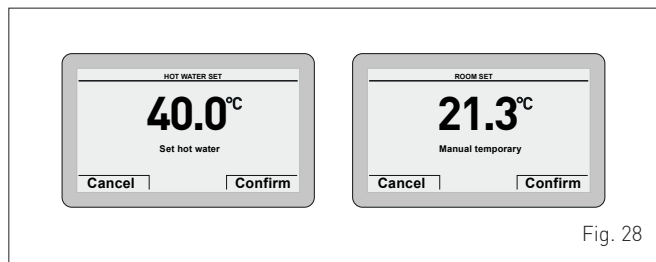 HOT WATER SET
40.0°C
Set hot water
Cancel Confirm
ROOM SET
21.3°C
Manual temporary
Cancel Confirm
Fig. 28